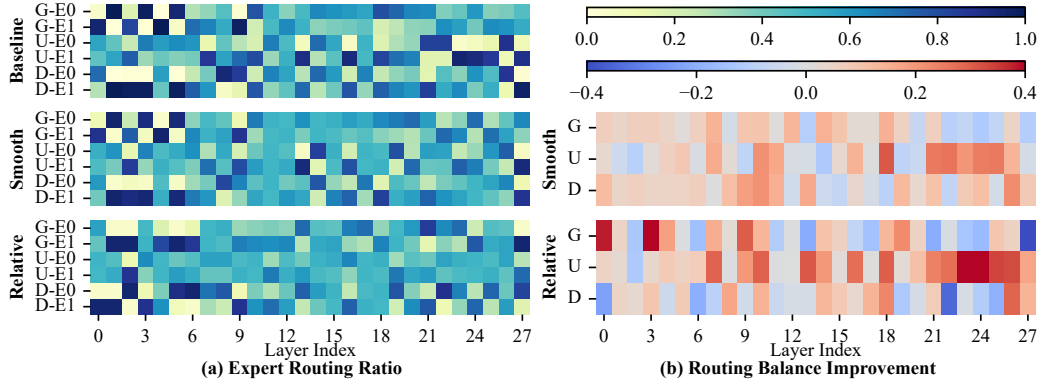 Baseline
G-E0
G-E1
U-E0
U-E1
D-E0
D-E1
Smooth
G-E0
G-E1
U-E0
U-E1
D-E0
D-E1
Relative
G-E0
G-E1
U-E0
U-E1
D-E0
D-E1
0 3 6 9 12 15 18 21 24 27
Layer Index
(a) Expert Routing Ratio
0.0 0.2 0.4 0.6 0.8 1.0
−0.4 −0.2 0.0 0.2 0.4
Smooth
G
U
D
Relative
G
U
D
0 3 6 9 12 15 18 21 24 27
Layer Index
(b) Routing Balance Improvement